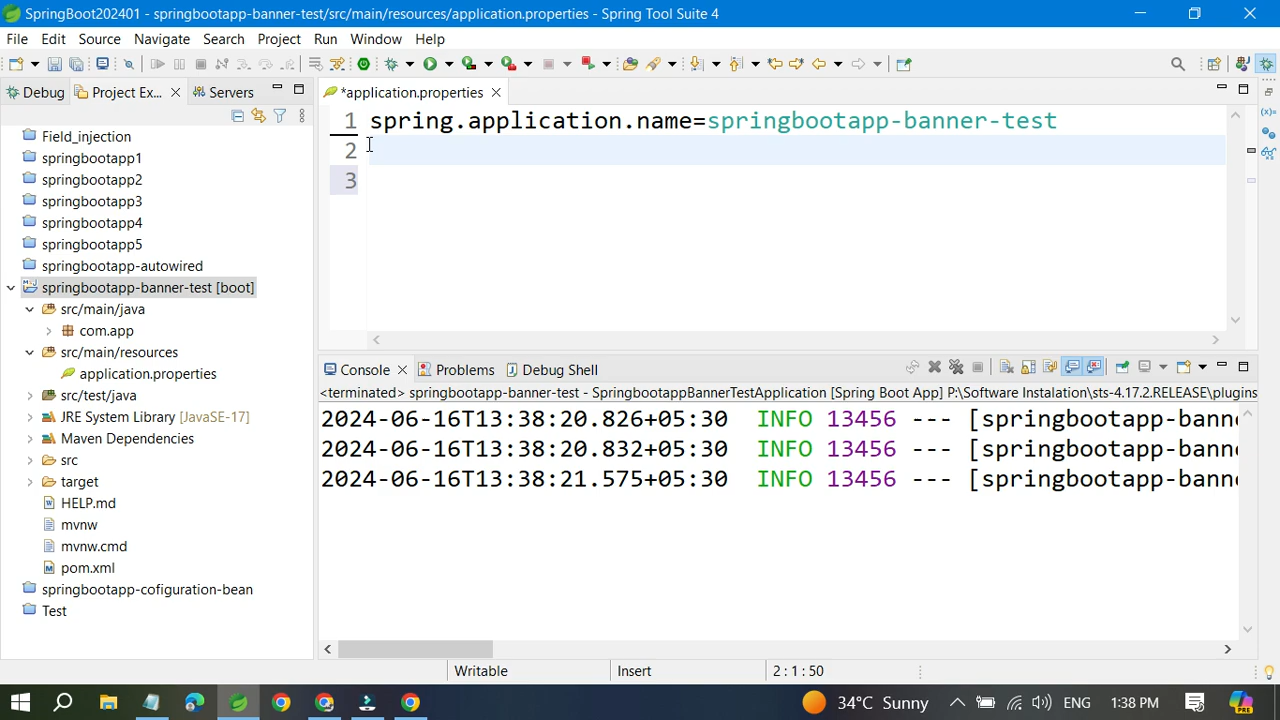 SpringBoot202401 - springbootapp-banner-test/src/main/resources/application.properties - Spring Tool Suite 4
File Edit Source Navigate Search Project Run Window Help
Debug Project Ex... Servers
*application.properties
Field_injection
springbootapp1
springbootapp2
springbootapp3
springbootapp4
springbootapp5
springbootapp-autowired
springbootapp-banner-test [boot]
src/main/java
com.app
src/main/resources
application.properties
src/test/java
JRE System Library [JavaSE-17]
Maven Dependencies
src
target
HELP.md
mvnw
mvnw.cmd
pom.xml
springbootapp-cofiguration-bean
Test
1 spring.application.name=springbootapp-banner-test
2
3
Console Problems Debug Shell
<terminated> springbootapp-banner-test - SpringbootappBannerTestApplication [Spring Boot App] P:\Software Instalation\sts-4.17.2.RELEASE\plugins
2024-06-16T13:38:20.826+05:30 INFO 13456 --- [springbootapp-bann
2024-06-16T13:38:20.832+05:30 INFO 13456 --- [springbootapp-bann
2024-06-16T13:38:21.575+05:30 INFO 13456 --- [springbootapp-bann
Writable Insert 2 : 1 : 50
34°C Sunny ENG 1:38 PM PRE